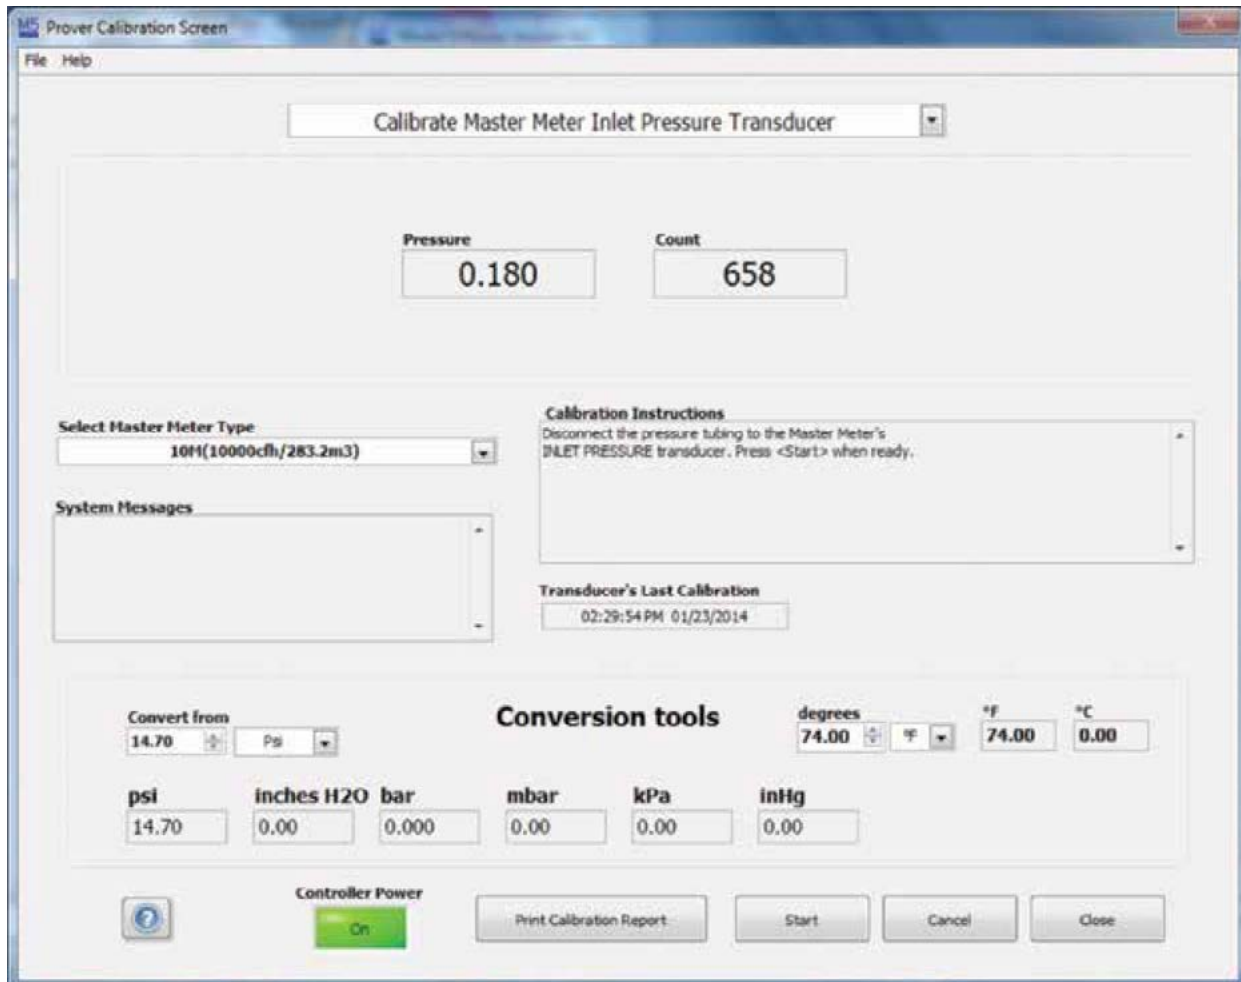 M5 Prover Calibration Screen
File Help
Calibrate Master Meter Inlet Pressure Transducer
Pressure Count
0.180 658
Select Master Meter Type
10M(10000cfh/283.2m3)
Calibration Instructions
Disconnect the pressure tubing to the Master Meter's
INLET PRESSURE transducer. Press <Start> when ready.
System Messages
Transducer's Last Calibration
02:29:54 PM 01/23/2014
Conversion tools
Convert from
14.70 Psi
degrees °F °C
74.00 °F 74.00 0.00
psi inches H2O bar mbar kPa inHg
14.70 0.00 0.000 0.00 0.00 0.00
Controller Power
On
Print Calibration Report Start Cancel Close